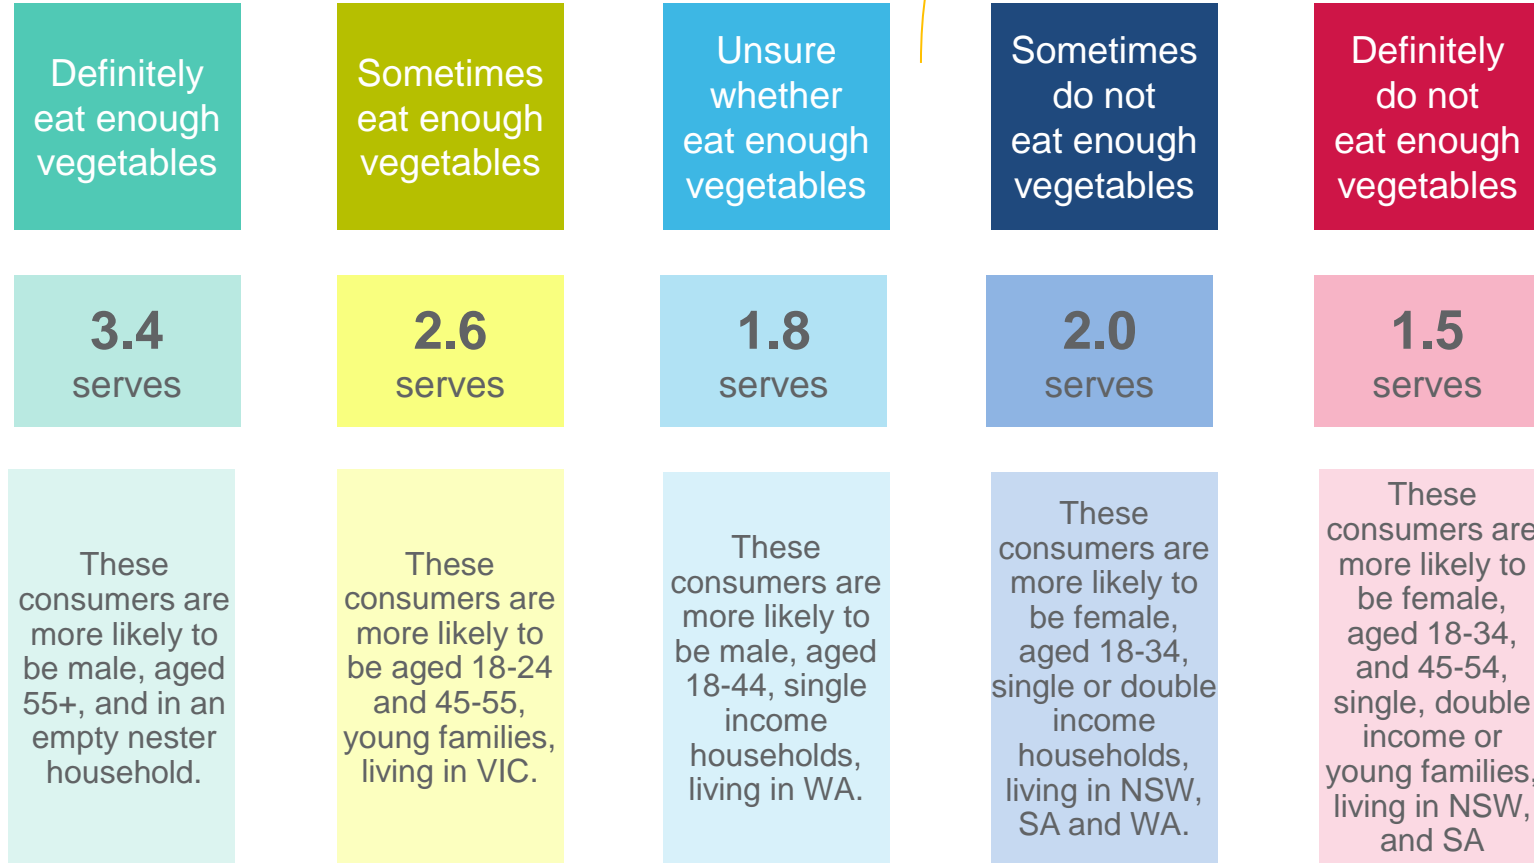 Definitely
eat enough
vegetables
Sometimes
eat enough
vegetables
Unsure
whether
eat enough
vegetables
Sometimes
do not
eat enough
vegetables
Definitely
do not
eat enough
vegetables
3.4
serves
2.6
serves
1.8
serves
2.0
serves
1.5
serves
These
consumers are
more likely to
be male, aged
55+, and in an
empty nester
household.
These
consumers are
more likely to
be aged 18-24
and 45-55,
young families,
living in VIC.
These
consumers are
more likely to
be male, aged
18-44, single
income
households,
living in WA.
These
consumers are
more likely to
be female,
aged 18-34,
single or double
income
households,
living in NSW,
SA and WA.
These
consumers are
more likely to
be female,
aged 18-34,
and 45-54,
single, double
income or
young families,
living in NSW,
and SA